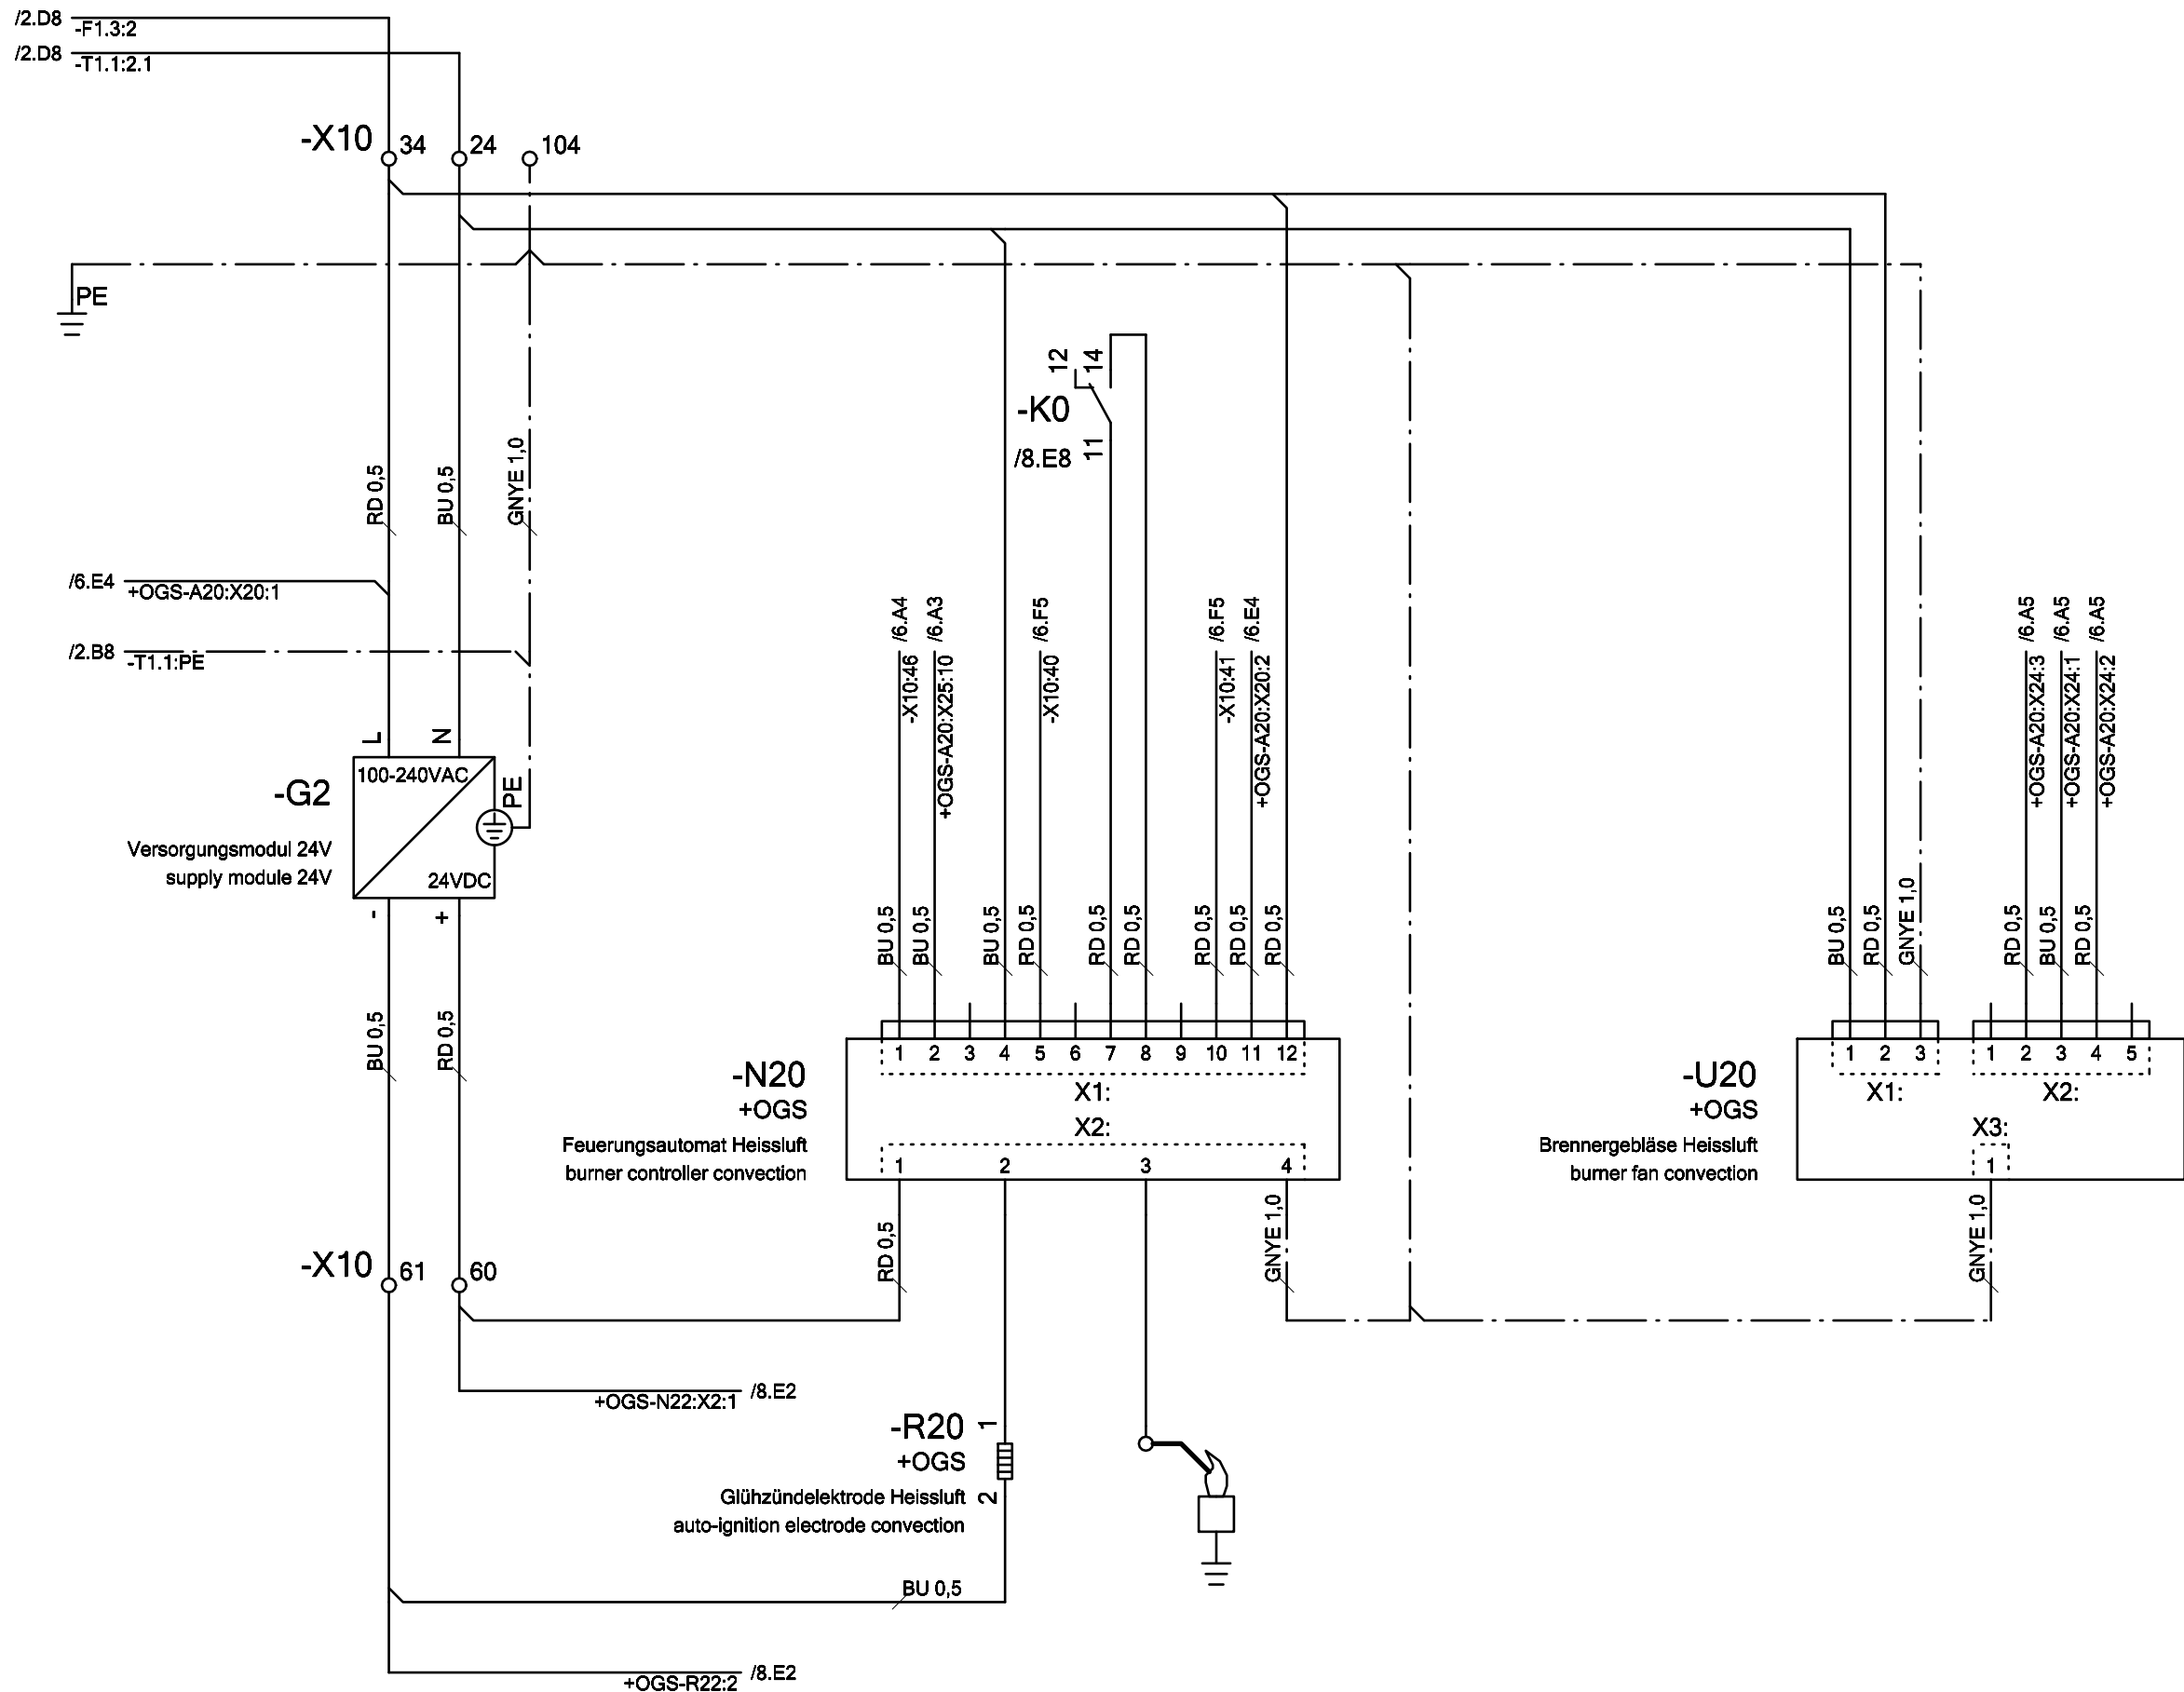 /2.D8
-F1.3:2
/2.D8
-T1.1:2.1
-X10
34
24
104
PE
12
14
-K0
/8.E8
11
RD 0,5
BU 0,5
GNYE 1,0
/6.E4
+OGS-A20:X20:1
/2.B8
-T1.1:PE
/6.A4
-X10:46
/6.A3
+OGS-A20:X25:10
/6.F5
-X10:40
/6.F5
-X10:41
/6.E4
+OGS-A20:X20:2
/6.A5
+OGS-A20:X24:3
/6.A5
+OGS-A20:X24:1
/6.A5
+OGS-A20:X24:2
L
N
100-240VAC
-G2
PE
Versorgungsmodul 24V
supply module 24V
24VDC
-
+
BU 0,5
BU 0,5
BU 0,5
RD 0,5
RD 0,5
RD 0,5
RD 0,5
RD 0,5
RD 0,5
BU 0,5
RD 0,5
GNYE 1,0
RD 0,5
BU 0,5
RD 0,5
BU 0,5
RD 0,5
1 2 3 4 5 6 7 8 9 10 11 12
X1:
-N20
+OGS
X2:
Feuerungsautomat Heissluft
burner controller convection
1 2 3 4
1 2 3
X1:
1 2 3 4 5
X2:
-U20
+OGS
X3:
1
Brennergebläse Heissluft
burner fan convection
RD 0,5
GNYE 1,0
GNYE 1,0
-X10
61
60
+OGS-N22:X2:1
/8.E2
-R20
+OGS
1
2
Glühzündelektrode Heissluft
auto-ignition electrode convection
BU 0,5
+OGS-R22:2
/8.E2